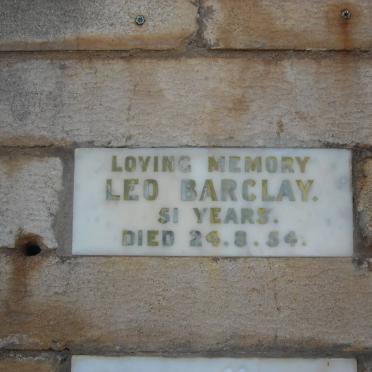 LOVING MEMORY
LEO BARCLAY.
51 YEARS.
DIED 24.8.54.